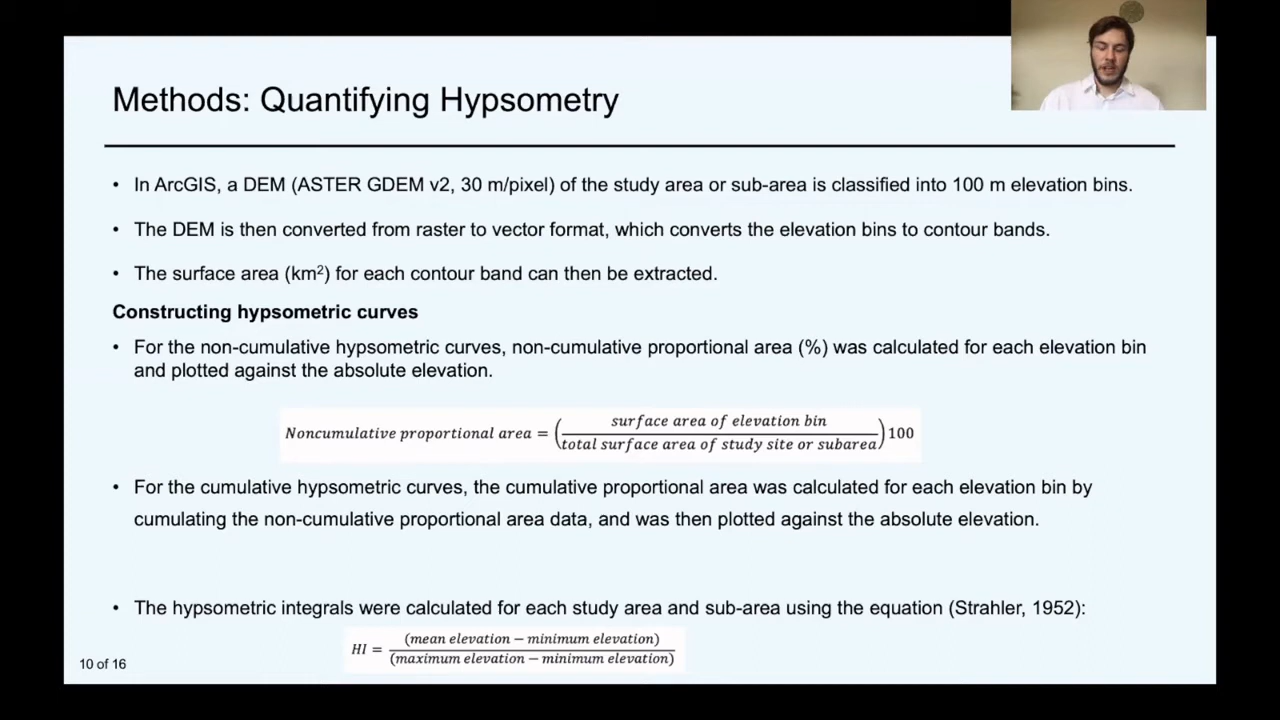 Methods: Quantifying Hypsometry
• In ArcGIS, a DEM (ASTER GDEM v2, 30 m/pixel) of the study area or sub-area is classified into 100 m elevation bins.
• The DEM is then converted from raster to vector format, which converts the elevation bins to contour bands.
• The surface area (km²) for each contour band can then be extracted.
Constructing hypsometric curves
• For the non-cumulative hypsometric curves, non-cumulative proportional area (%) was calculated for each elevation bin
and plotted against the absolute elevation.
Noncumulative proportional area = (surface area of elevation bin / total surface area of study site or subarea) 100
• For the cumulative hypsometric curves, the cumulative proportional area was calculated for each elevation bin by
cumulating the non-cumulative proportional area data, and was then plotted against the absolute elevation.
• The hypsometric integrals were calculated for each study area and sub-area using the equation (Strahler, 1952):
HI = (mean elevation − minimum elevation) / (maximum elevation − minimum elevation)
10 of 16